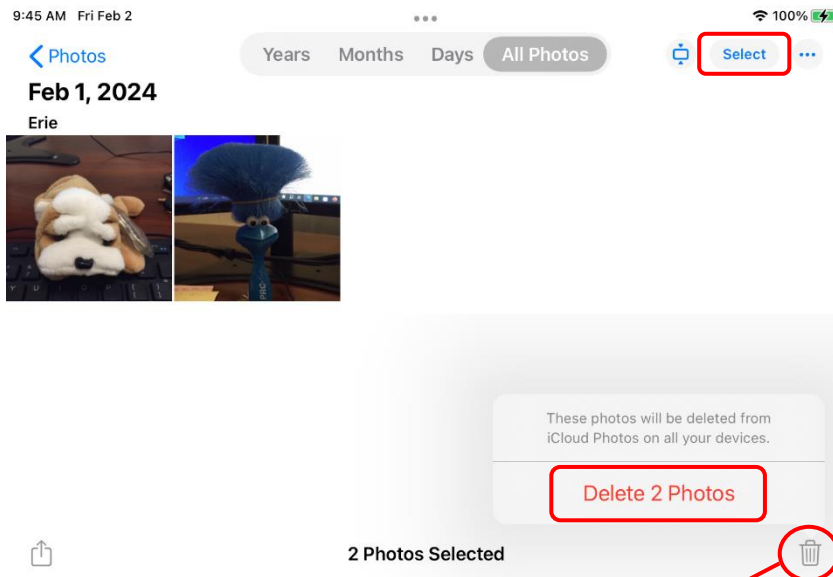 9:45 AM Fri Feb 2
100%
Photos
Years Months Days All Photos
Select
Feb 1, 2024
Erie
PRO
These photos will be deleted from
iCloud Photos on all your devices.
Delete 2 Photos
2 Photos Selected